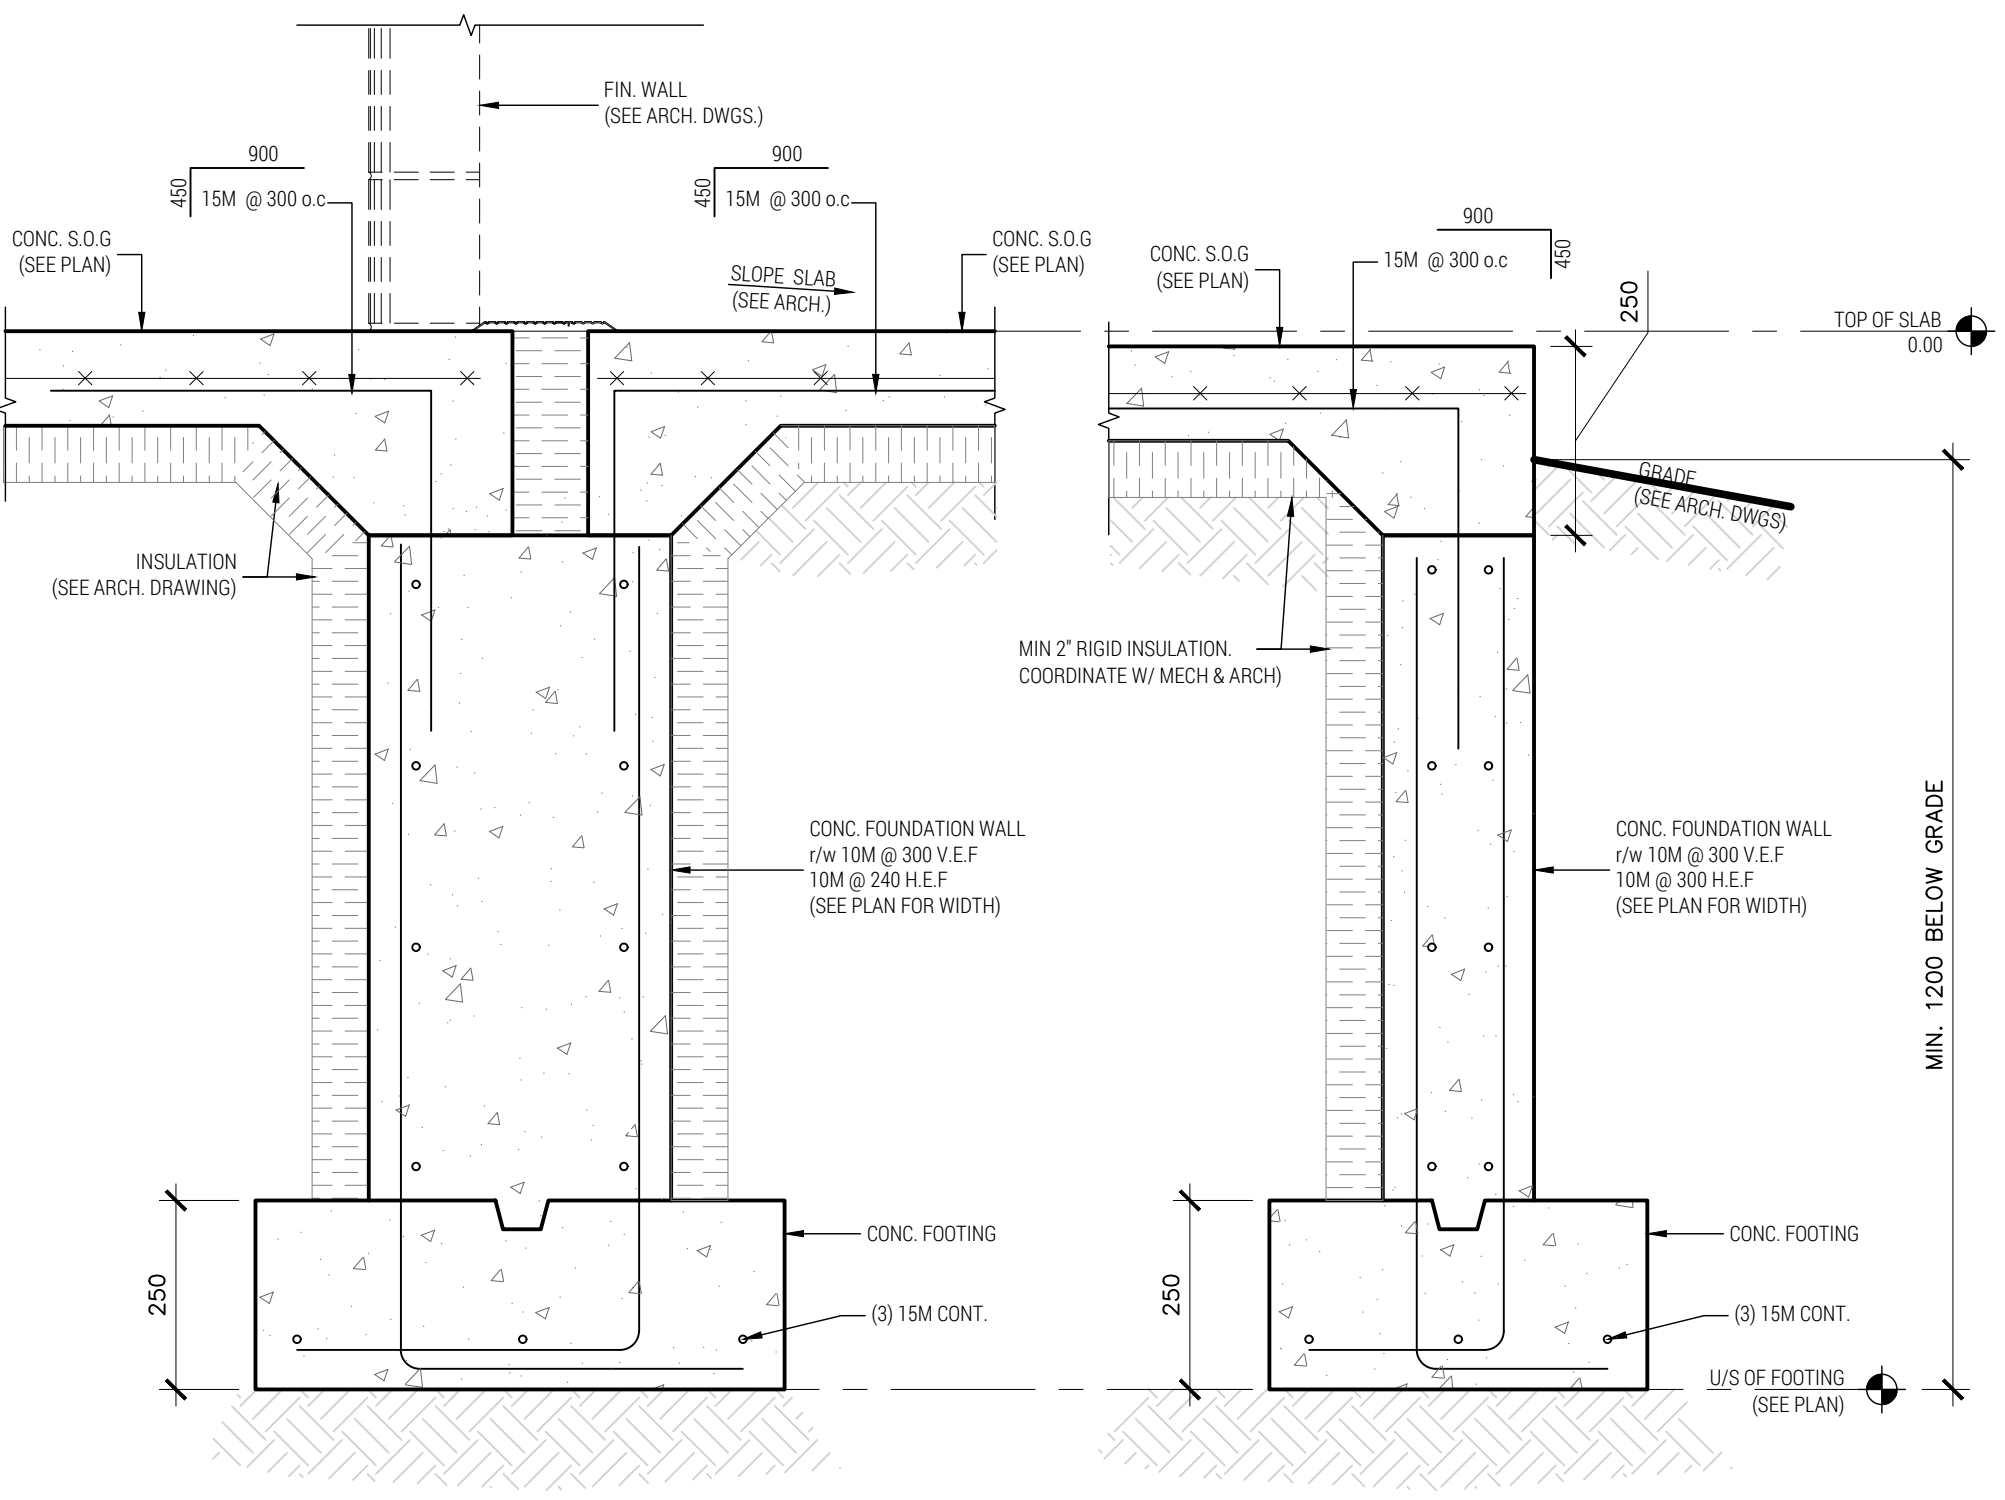 FIN. WALL
(SEE ARCH. DWGS.)
900
450
15M @ 300 o.c
900
450
15M @ 300 o.c
CONC. S.O.G
(SEE PLAN)
SLOPE SLAB
(SEE ARCH.)
CONC. S.O.G
(SEE PLAN)
INSULATION
(SEE ARCH. DRAWING)
CONC. FOUNDATION WALL
r/w 10M @ 300 V.E.F
10M @ 240 H.E.F
(SEE PLAN FOR WIDTH)
250
CONC. FOOTING
(3) 15M CONT.
900
450
15M @ 300 o.c
CONC. S.O.G
(SEE PLAN)
250
TOP OF SLAB
0.00
GRADE
(SEE ARCH. DWGS)
MIN 2" RIGID INSULATION.
COORDINATE W/ MECH & ARCH)
CONC. FOUNDATION WALL
r/w 10M @ 300 V.E.F
10M @ 300 H.E.F
(SEE PLAN FOR WIDTH)
MIN. 1200 BELOW GRADE
250
CONC. FOOTING
(3) 15M CONT.
U/S OF FOOTING
(SEE PLAN)